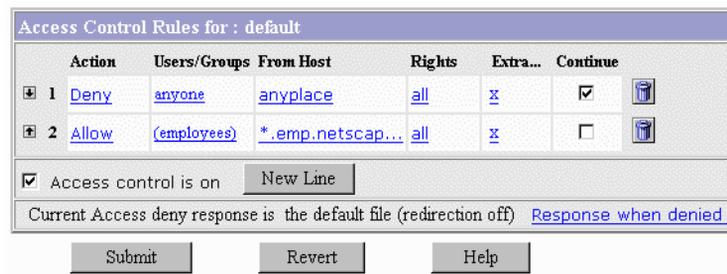 Access Control Rules for : default
Action Users/Groups From Host Rights Extra... Continue
1 Deny anyone anyplace all x
2 Allow (employees) *.emp.netscap... all x
Access control is on New Line
Current Access deny response is the default file (redirection off) Response when denied
Submit Revert Help